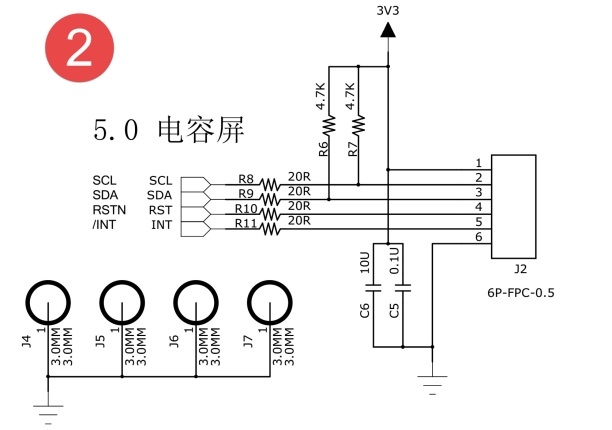 2
3V3
5.0 电容屏
4.7K
4.7K
R6
R7
SCL SCL R8 20R
SDA SDA R9 20R
RSTN RST R10 20R
/INT INT R11 20R
1
2
3
4
5
6
J2
6P-FPC-0.5
10U
0.1U
C6
C5
J4 1 3.0MM 3.0MM
J5 1 3.0MM 3.0MM
J6 1 3.0MM 3.0MM
J7 1 3.0MM 3.0MM